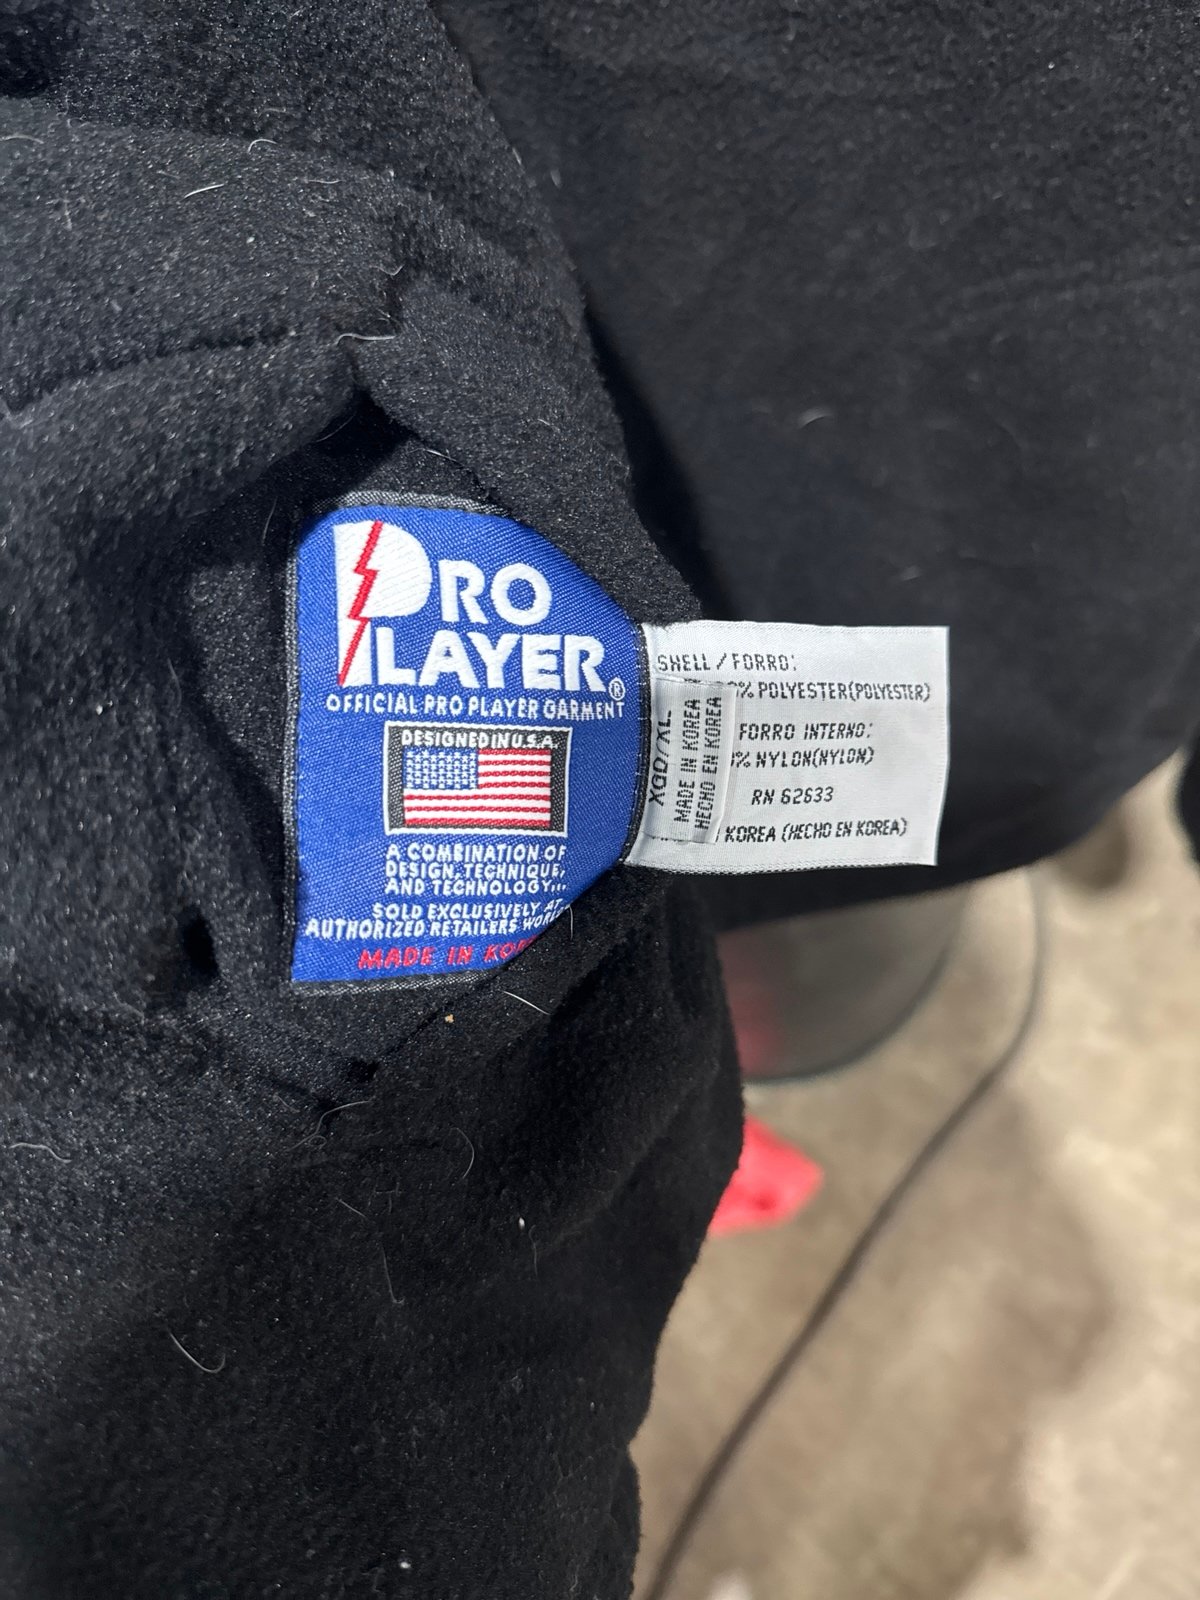 PRO
PLAYER®
OFFICIAL PRO PLAYER GARMENT
DESIGNED IN U.S.A.
A COMBINATION OF
DESIGN, TECHNIQUE,
AND TECHNOLOGY...
SOLD EXCLUSIVELY AT
AUTHORIZED RETAILERS
MADE IN
SHELL / FORRO:
% POLYESTER(POLYESTER)
FORRO INTERNO:
% NYLON(NYLON)
RN 62633
KOREA (HECHO EN KOREA)
XGD/XL
MADE IN KOREA
HECHO EN KOREA